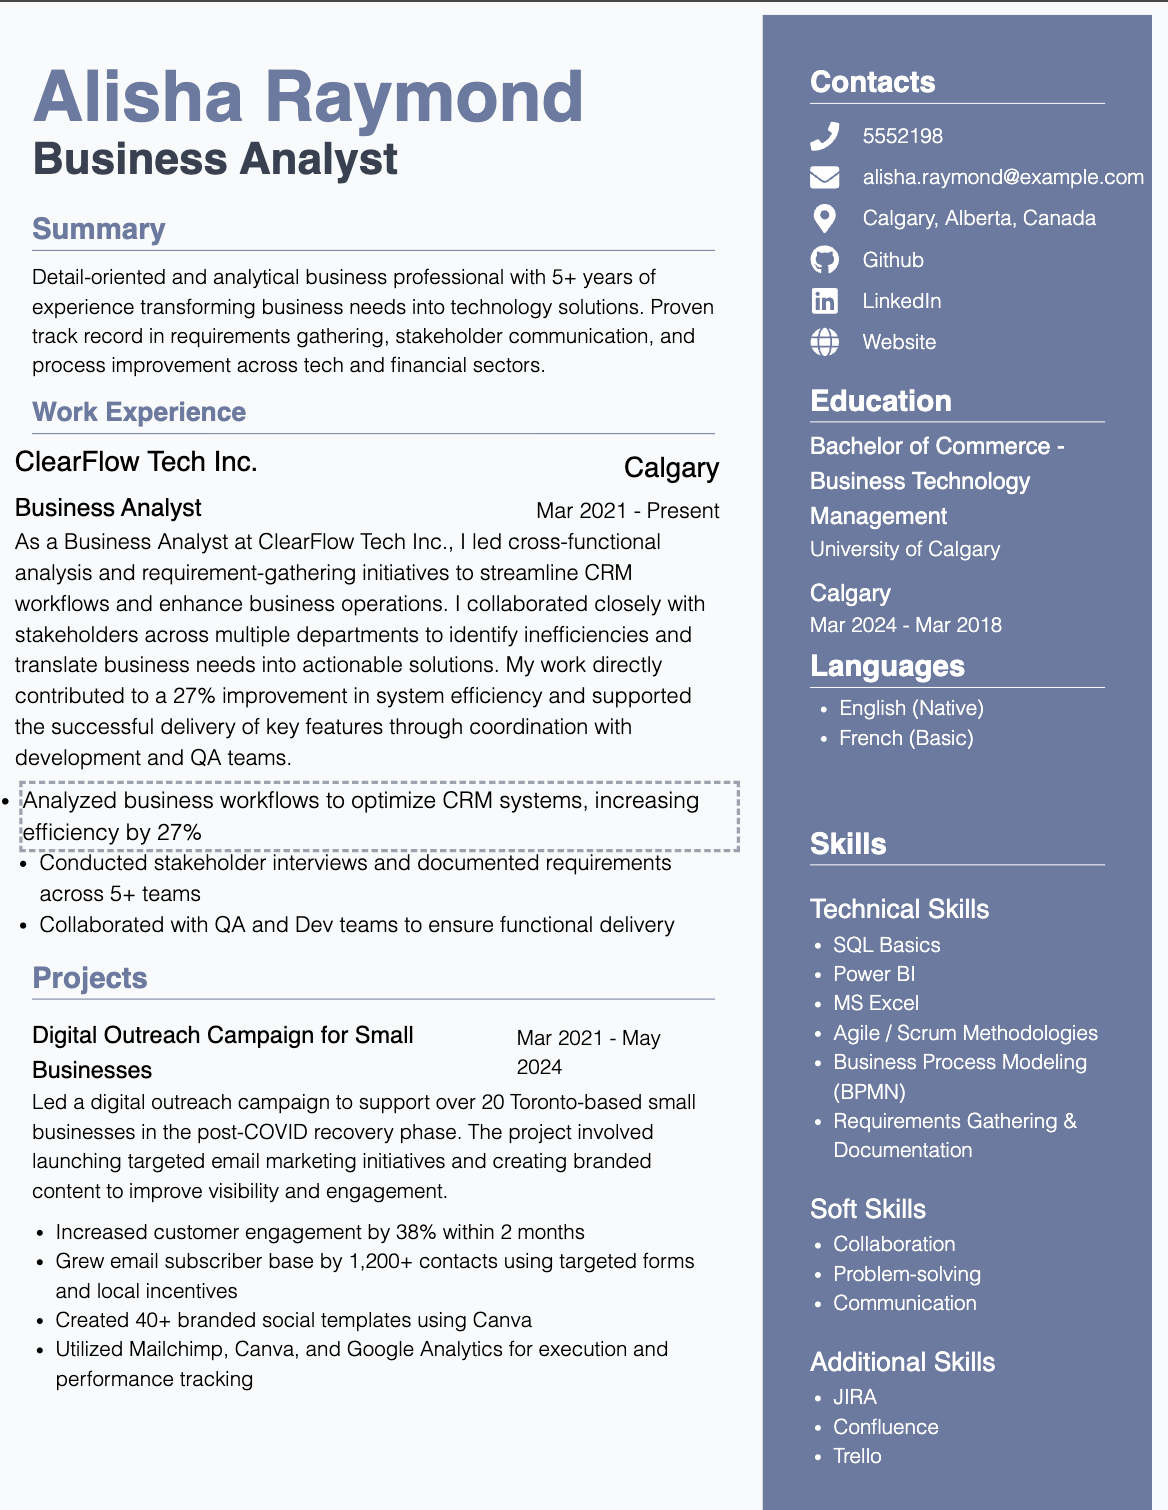 Alisha Raymond
Business Analyst
Summary
Detail-oriented and analytical business professional with 5+ years of
experience transforming business needs into technology solutions. Proven
track record in requirements gathering, stakeholder communication, and
process improvement across tech and financial sectors.
Work Experience
ClearFlow Tech Inc.
Calgary
Business Analyst
Mar 2021 - Present
As a Business Analyst at ClearFlow Tech Inc., I led cross-functional
analysis and requirement-gathering initiatives to streamline CRM
workflows and enhance business operations. I collaborated closely with
stakeholders across multiple departments to identify inefficiencies and
translate business needs into actionable solutions. My work directly
contributed to a 27% improvement in system efficiency and supported
the successful delivery of key features through coordination with
development and QA teams.
• Analyzed business workflows to optimize CRM systems, increasing
efficiency by 27%
• Conducted stakeholder interviews and documented requirements
across 5+ teams
• Collaborated with QA and Dev teams to ensure functional delivery
Projects
Digital Outreach Campaign for Small
Businesses
Mar 2021 - May
2024
Led a digital outreach campaign to support over 20 Toronto-based small
businesses in the post-COVID recovery phase. The project involved
launching targeted email marketing initiatives and creating branded
content to improve visibility and engagement.
• Increased customer engagement by 38% within 2 months
• Grew email subscriber base by 1,200+ contacts using targeted forms
and local incentives
• Created 40+ branded social templates using Canva
• Utilized Mailchimp, Canva, and Google Analytics for execution and
performance tracking
Contacts
5552198
alisha.raymond@example.com
Calgary, Alberta, Canada
Github
LinkedIn
Website
Education
Bachelor of Commerce -
Business Technology
Management
University of Calgary
Calgary
Mar 2024 - Mar 2018
Languages
• English (Native)
• French (Basic)
Skills
Technical Skills
• SQL Basics
• Power BI
• MS Excel
• Agile / Scrum Methodologies
• Business Process Modeling
(BPMN)
• Requirements Gathering &
Documentation
Soft Skills
• Collaboration
• Problem-solving
• Communication
Additional Skills
• JIRA
• Confluence
• Trello